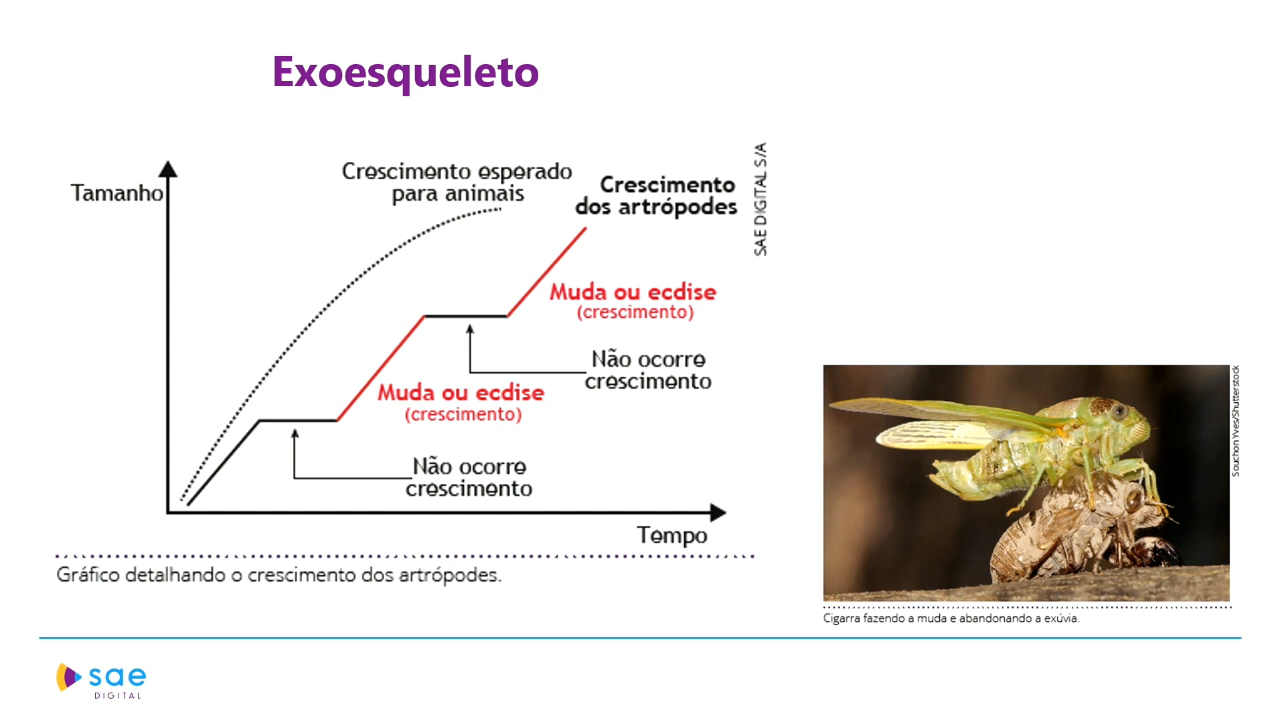 Exoesqueleto
Tamanho
Crescimento esperado
para animais
Crescimento
dos artrópodes
SAE DIGITAL S/A
Muda ou ecdise
(crescimento)
Não ocorre
crescimento
Muda ou ecdise
(crescimento)
Não ocorre
crescimento
Tempo
Gráfico detalhando o crescimento dos artrópodes.
Souchon Yves/Shutterstock
Cigarra fazendo a muda e abandonando a exúvia.
sae
DIGITAL